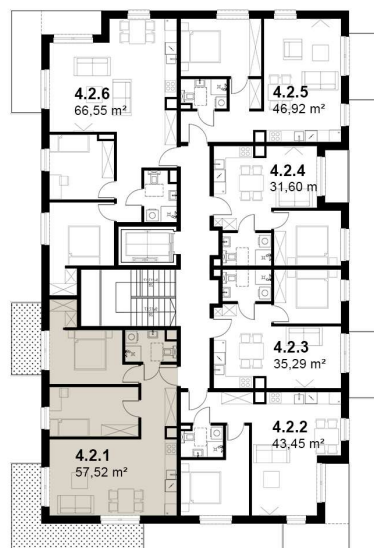 4.2.6
66,55 m²
4.2.5
46,92 m²
4.2.4
31,60 m
4.2.3
35,29 m²
4.2.2
43,45 m²
4.2.1
57,52 m²